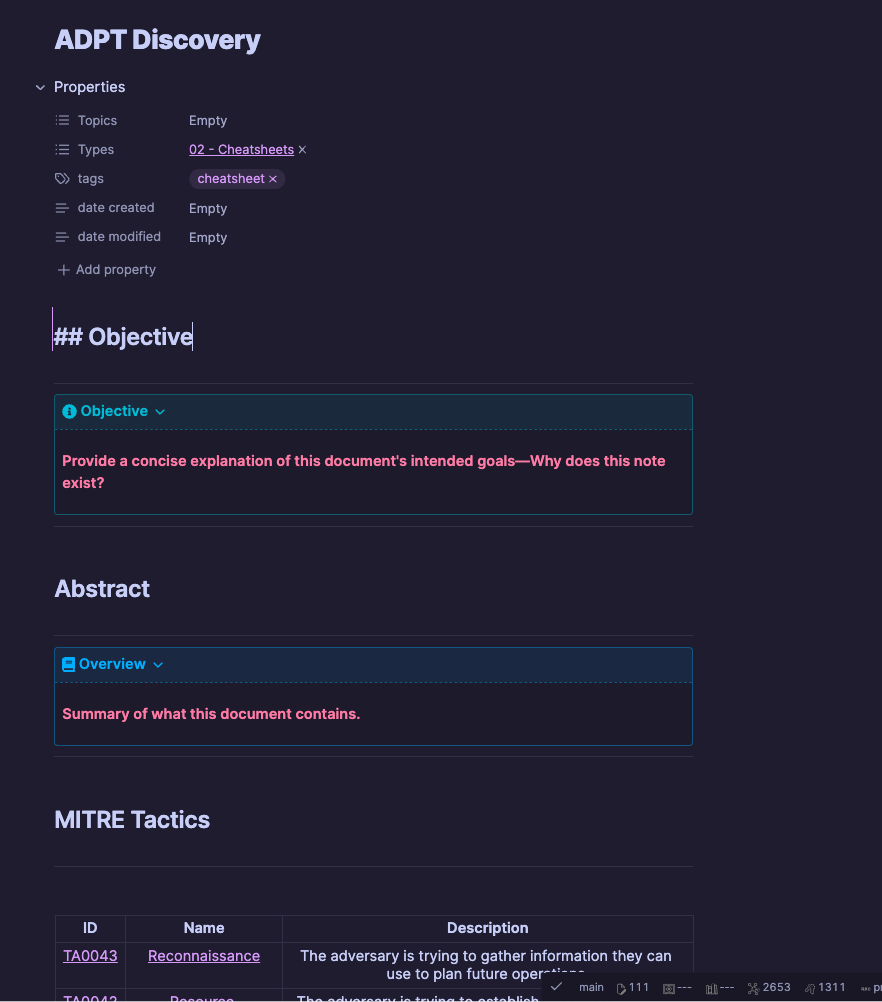 ADPT Discovery
Properties
Topics Empty
Types 02 - Cheatsheets ×
tags cheatsheet ×
date created Empty
date modified Empty
+ Add property
## Objective
Objective
Provide a concise explanation of this document's intended goals—Why does this note
exist?
Abstract
Overview
Summary of what this document contains.
MITRE Tactics
ID Name Description
TA0043 Reconnaissance The adversary is trying to gather information they can
use to plan future operations
TA0042 Resource The adversary is trying to establish
main 111 --- --- 2653 1311